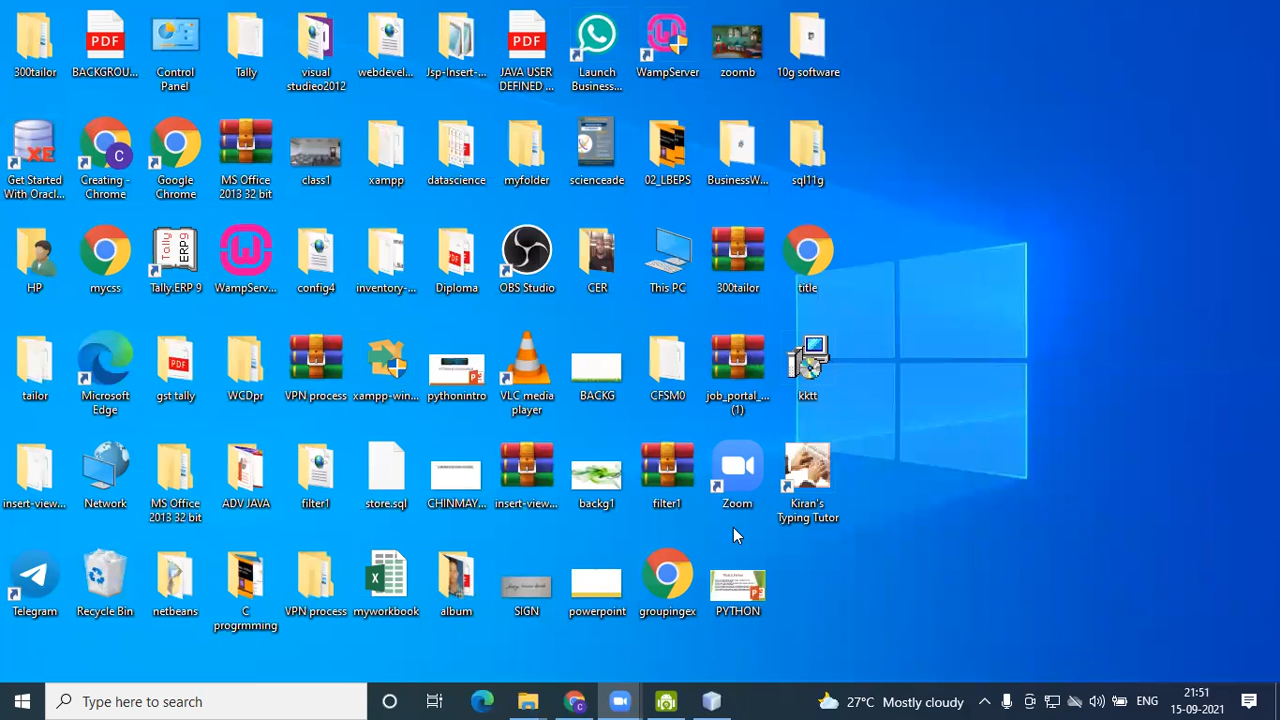 300tailor
BACKGROU...
Control
Panel
Tally
visual
studieo2012
webdevel...
Jsp-Insert-...
JAVA USER
DEFINED ...
Launch
Business...
WampServer
zoomb
10g software
Get Started
With Oracl...
Creating -
Chrome
Google
Chrome
MS Office
2013 32 bit
class1
xampp
datascience
myfolder
scienceade
02_LBEPS
BusinessW...
sql11g
HP
mycss
Tally.ERP 9
WampServ...
config4
inventory-...
Diploma
OBS Studio
CER
This PC
300tailor
title
tailor
Microsoft
Edge
gst tally
WCDpr
VPN process
xampp-win...
pythonintro
VLC media
player
BACKG
CFSM0
job_portal_...
(1)
kktt
insert-view...
Network
MS Office
2013 32 bit
ADV JAVA
filter1
store.sql
CHINMAY...
insert-view...
backg1
filter1
Zoom
Kiran's
Typing Tutor
Telegram
Recycle Bin
netbeans
C
progrmming
VPN process
myworkbook
album
SIGN
powerpoint
groupingex
PYTHON
Type here to search
27°C Mostly cloudy
ENG
21:51
15-09-2021